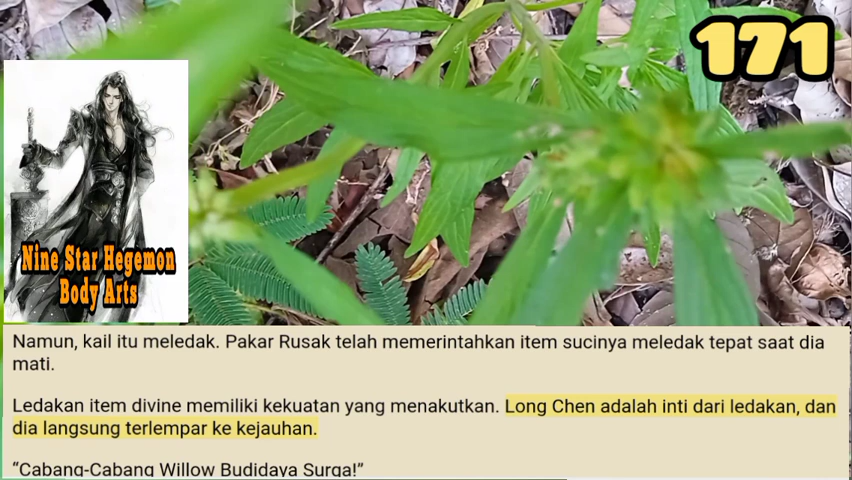 171
Nine Star Hegemon
Body Arts
Namun, kail itu meledak. Pakar Rusak telah memerintahkan item sucinya meledak tepat saat dia
mati.
Ledakan item divine memiliki kekuatan yang menakutkan. Long Chen adalah inti dari ledakan, dan
dia langsung terlempar ke kejauhan.
“Cabang-Cabang Willow Budidaya Surga!”